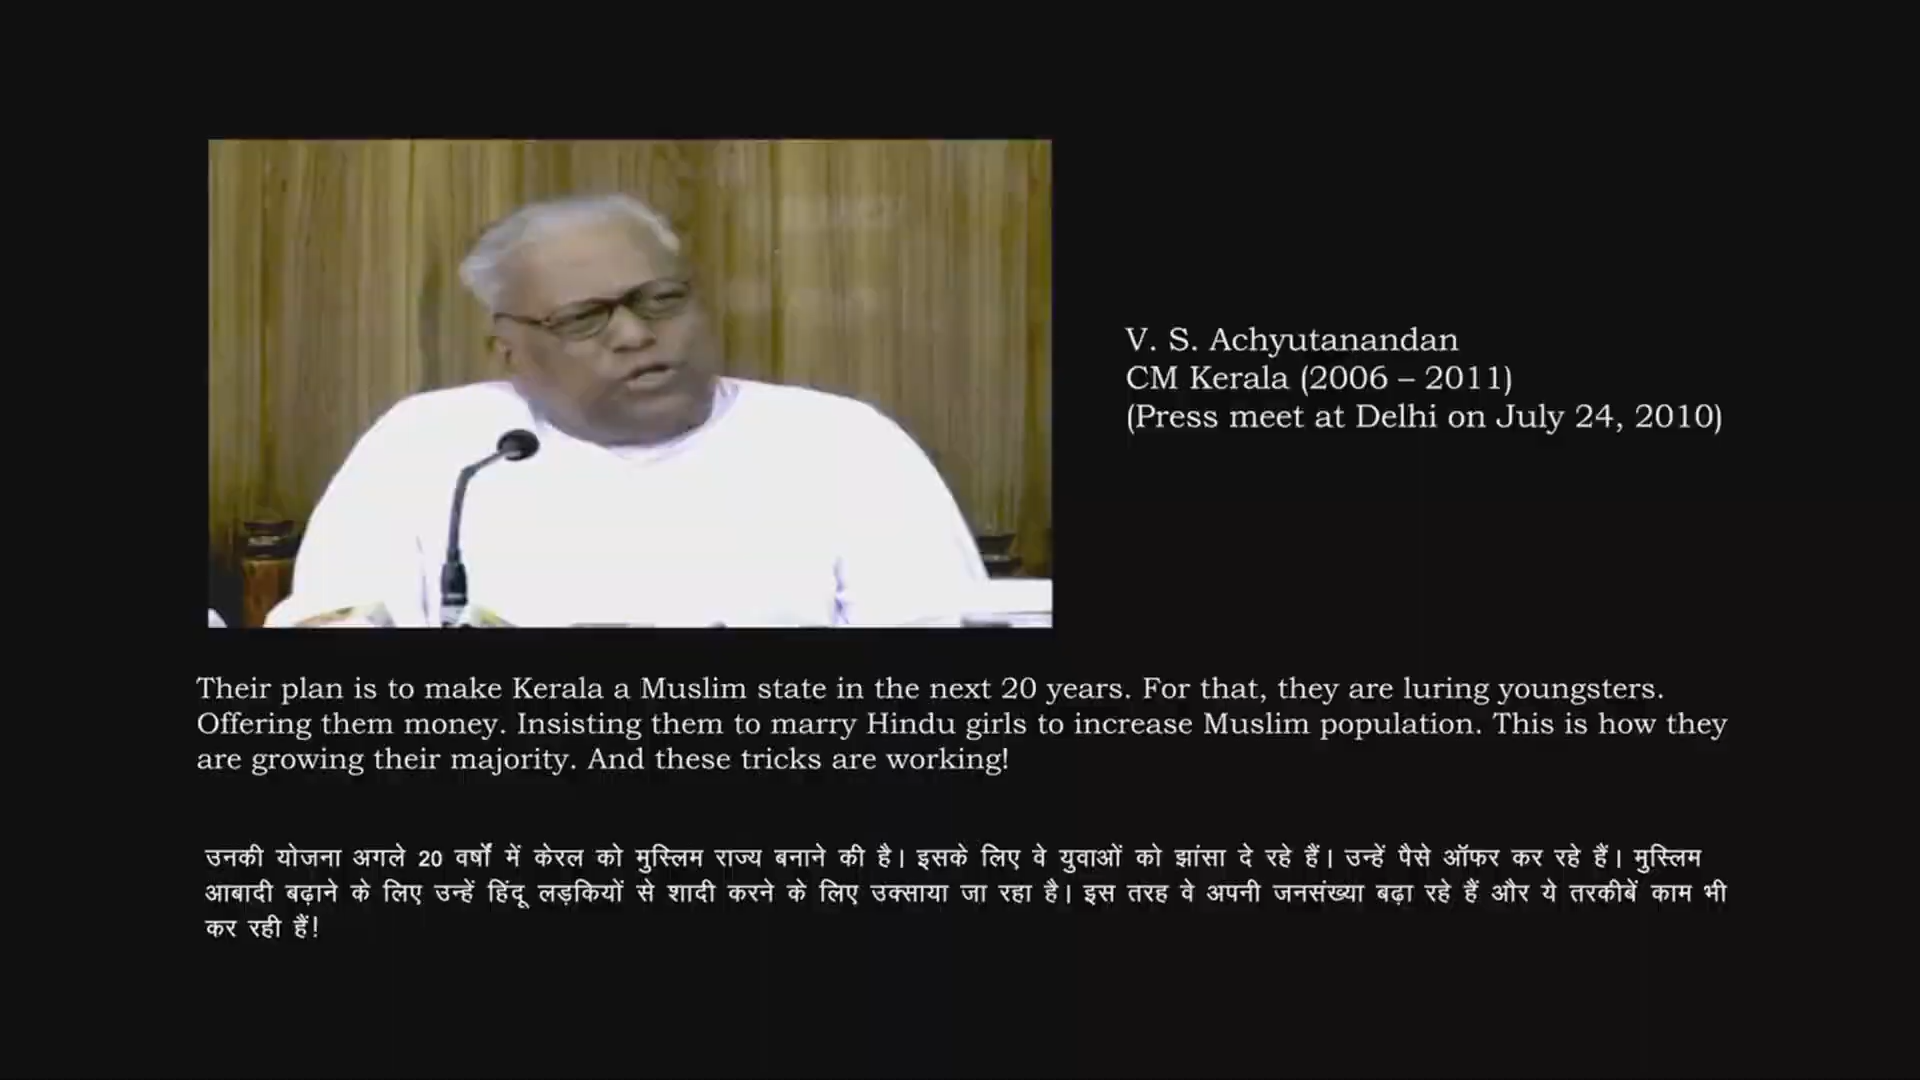 V. S. Achyutanandan
CM Kerala (2006 – 2011)
(Press meet at Delhi on July 24, 2010)
Their plan is to make Kerala a Muslim state in the next 20 years. For that, they are luring youngsters.
Offering them money. Insisting them to marry Hindu girls to increase Muslim population. This is how they
are growing their majority. And these tricks are working!
उनकी योजना अगले 20 वर्षों में केरल को मुस्लिम राज्य बनाने की है। इसके लिए वे युवाओं को झांसा दे रहे हैं। उन्हें पैसे ऑफर कर रहे हैं। मुस्लिम
आबादी बढ़ाने के लिए उन्हें हिंदू लड़कियों से शादी करने के लिए उक्साया जा रहा है। इस तरह वे अपनी जनसंख्या बढ़ा रहे हैं और ये तरकीबें काम भी
कर रही हैं!